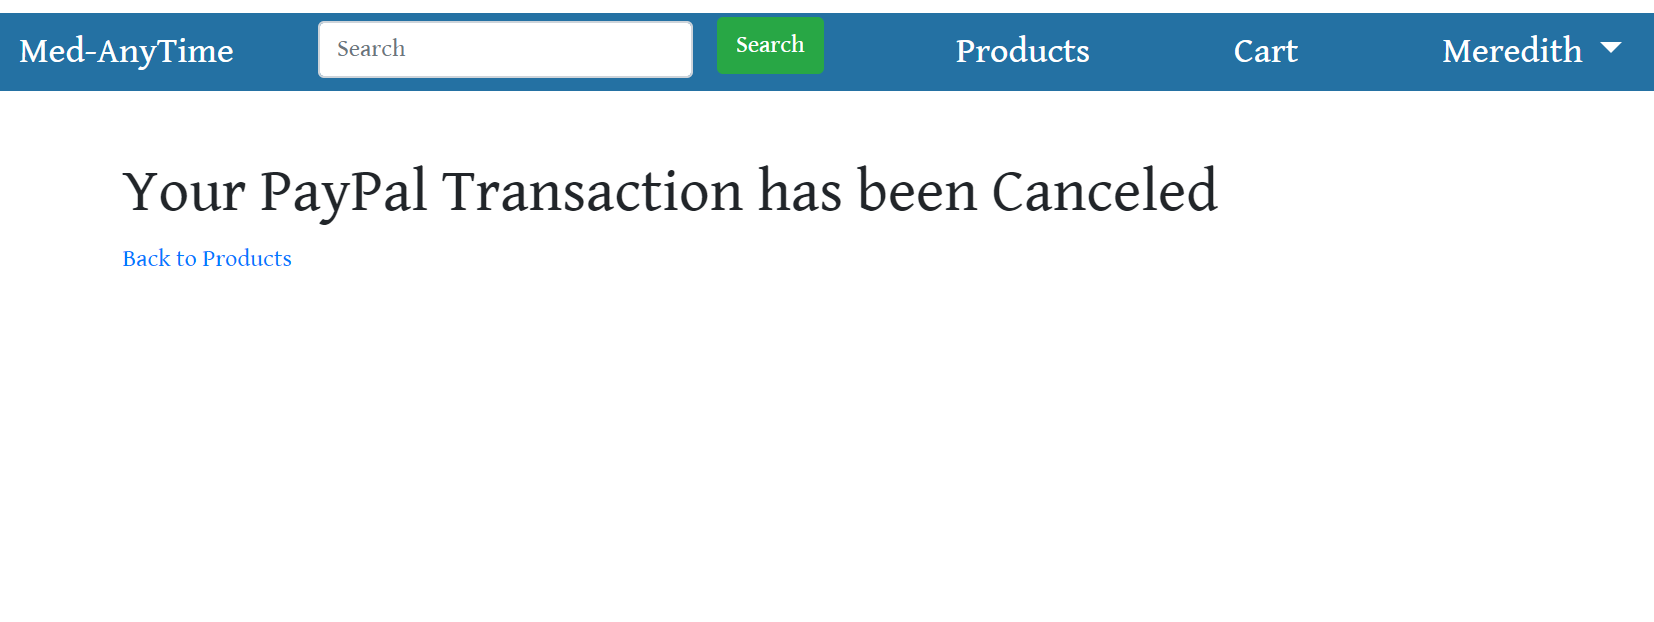 Med-AnyTime Search Search Products Cart Meredith
Your PayPal Transaction has been Canceled
Back to Products